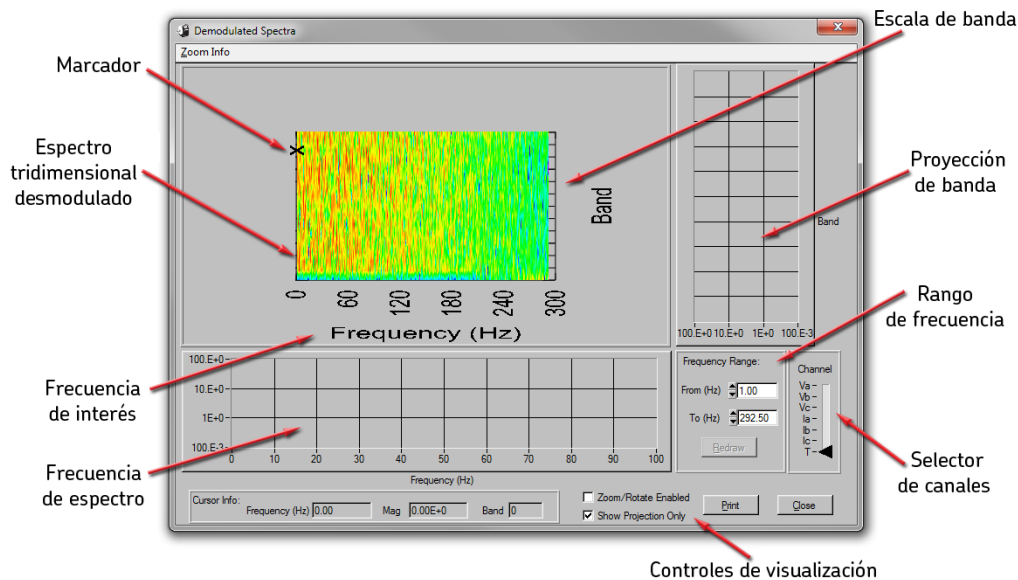 Escala de banda
Demodulated Spectra
Zoom Info
Marcador
Espectro
tridimensional
desmodulado
Band
0 60 120 180 240 300
Frequency (Hz)
Proyección
de banda
Band
100.E+0 10.E+0 1E+0 100.E-3
Rango
de frecuencia
Frecuencia
de interés
100.E+0
10.E+0
1E+0
100.E-3
0 10 20 30 40 50 60 70 80 90 100
Frequency (Hz)
Frequency Range:
From (Hz) 1.00
To (Hz) 292.50
Redraw
Channel
Va
Vb
Vc
Ia
Ib
Ic
T
Frecuencia
de espectro
Selector
de canales
Cursor Info:
Frequency (Hz) 0.00 Mag 0.00E+0 Band 0
Zoom/Rotate Enabled
Show Projection Only
Print Close
Controles de visualización